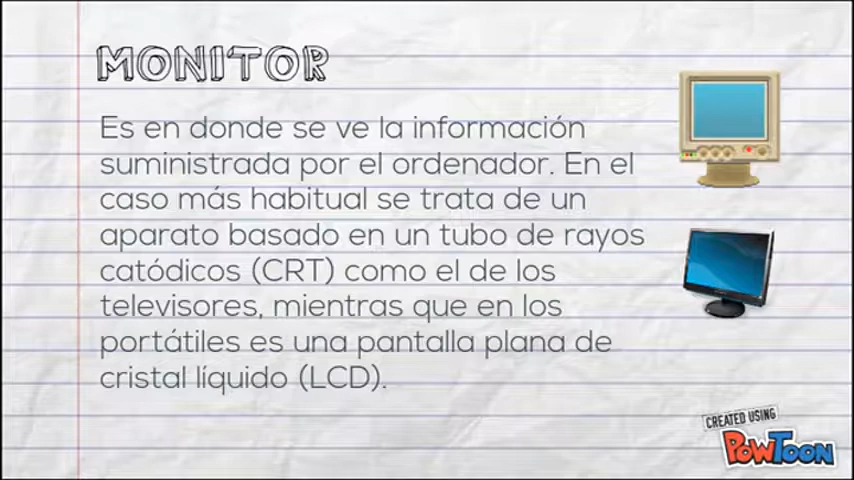 MONITOR
Es en donde se ve la información
suministrada por el ordenador. En el
caso más habitual se trata de un
aparato basado en un tubo de rayos
catódicos (CRT) como el de los
televisores, mientras que en los
portátiles es una pantalla plana de
cristal líquido (LCD).
CREATED USING
POWTOON